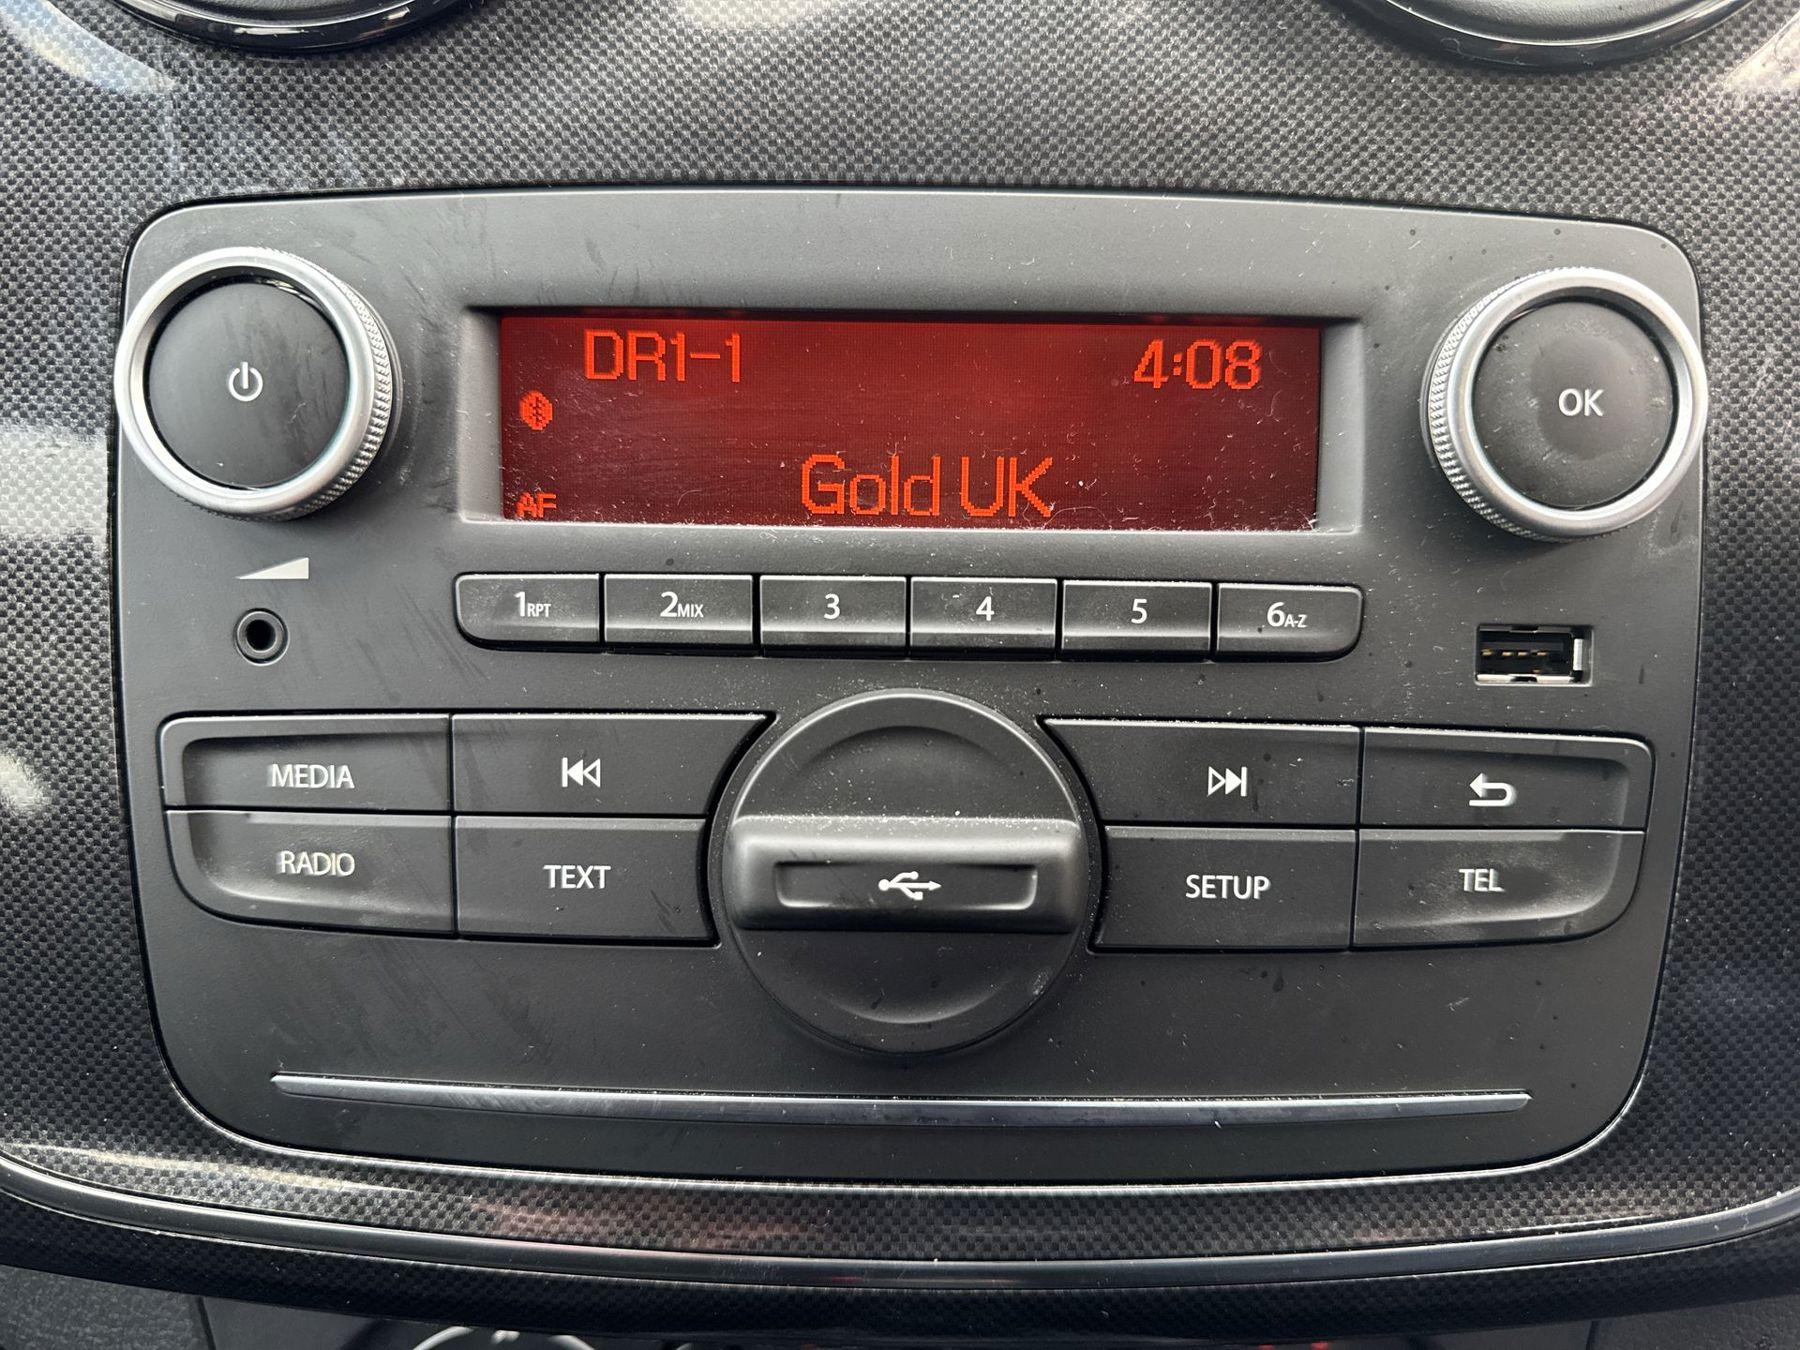 DR1-1 4:08
Gold UK
AF
OK
1RPT 2MIX 3 4 5 6A-Z
MEDIA
RADIO TEXT SETUP TEL